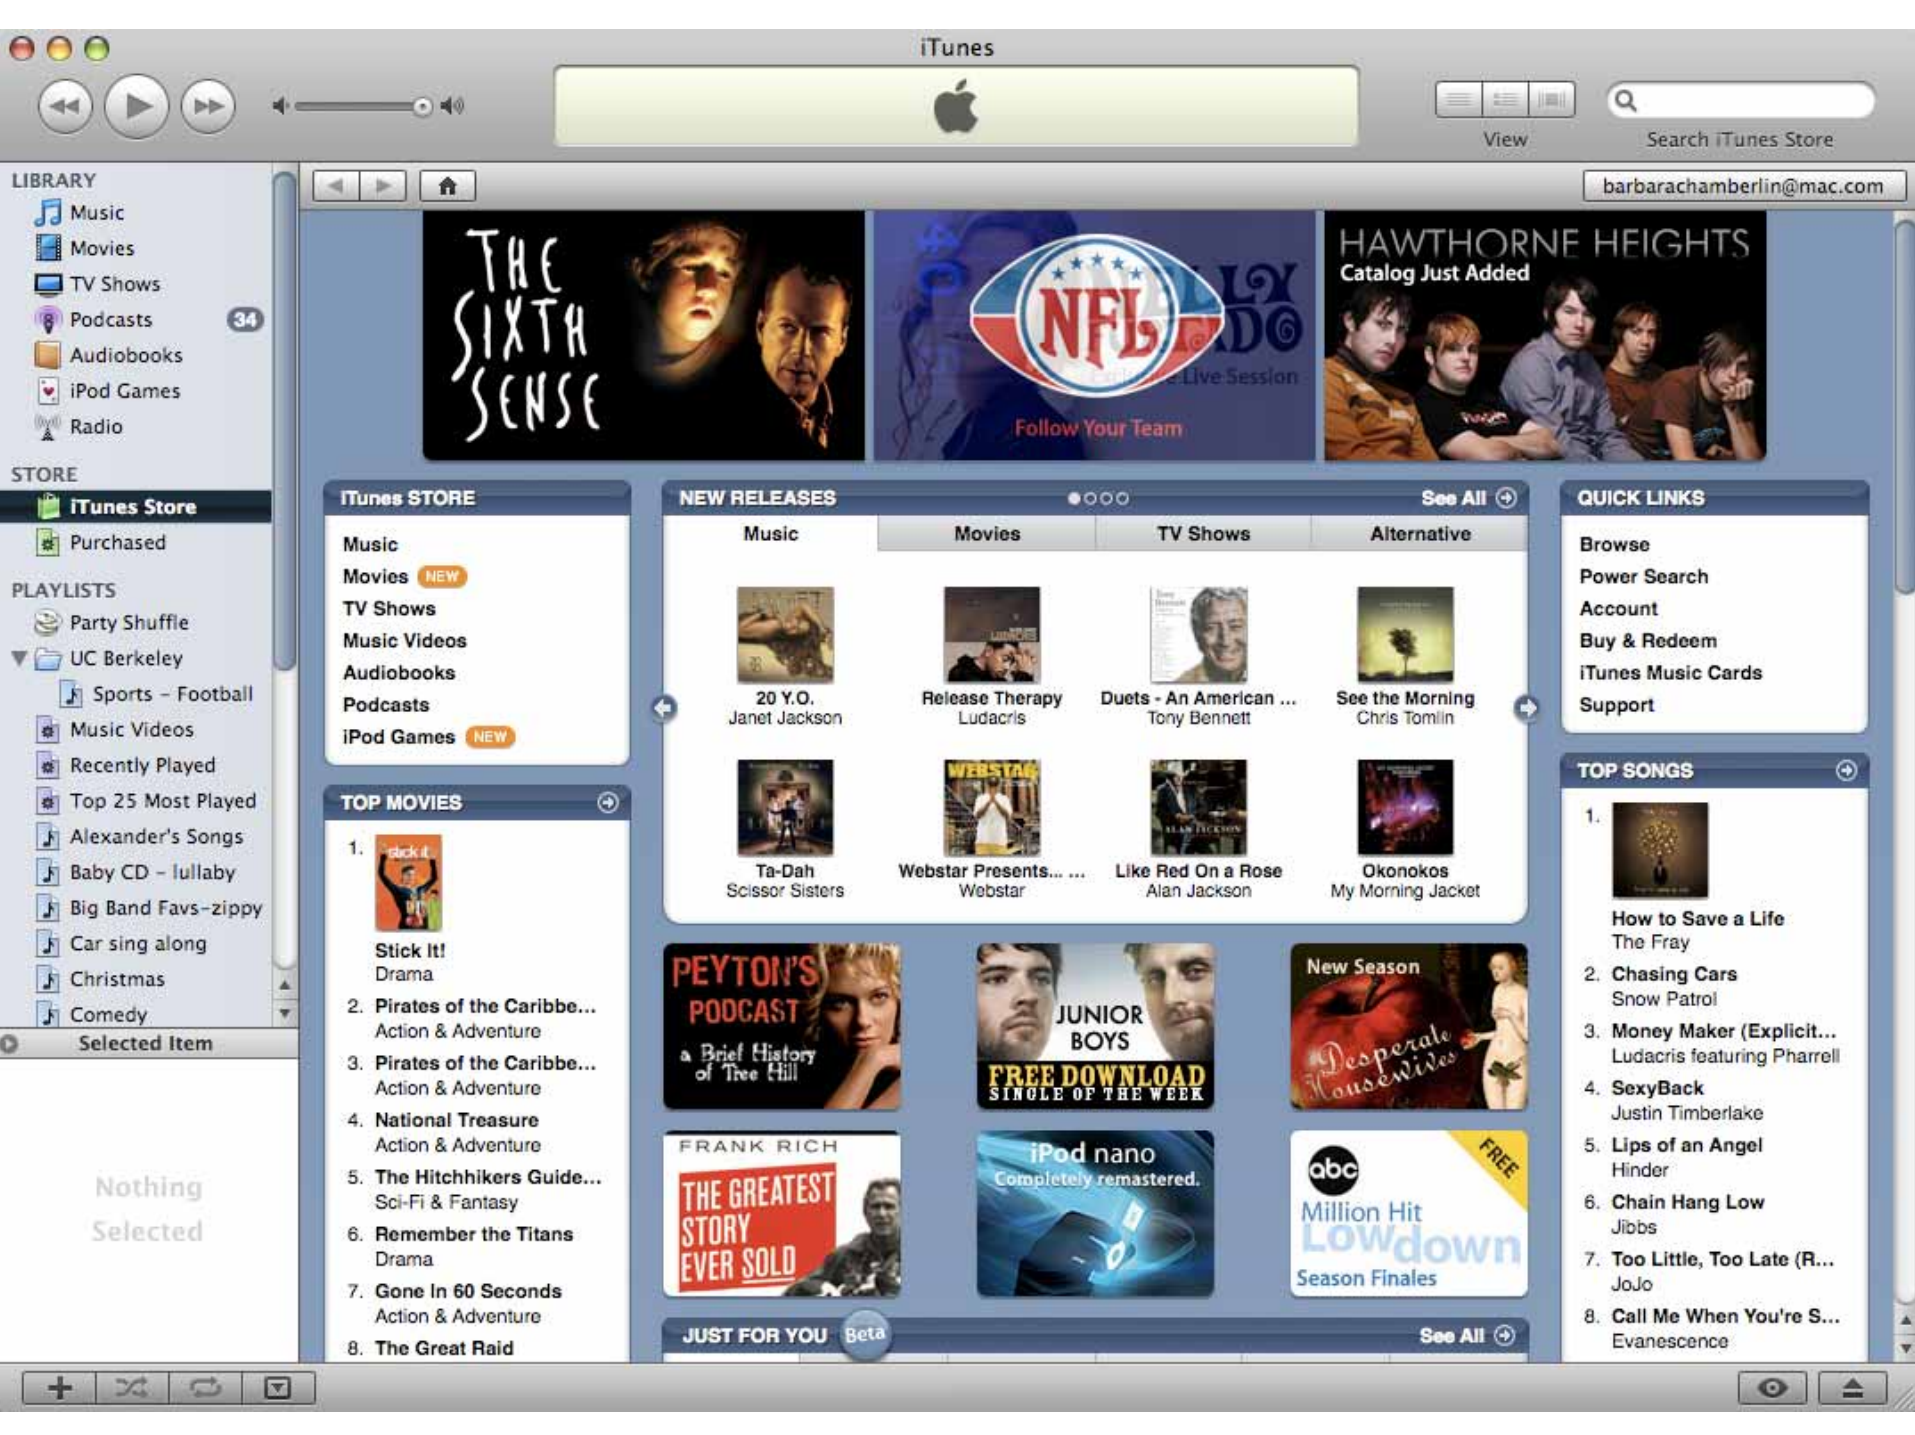 iTunes
View
Search iTunes Store
barbarachamberlin@mac.com
LIBRARY
Music
Movies
TV Shows
Podcasts 34
Audiobooks
iPod Games
Radio
STORE
iTunes Store
Purchased
PLAYLISTS
Party Shuffle
UC Berkeley
Sports - Football
Music Videos
Recently Played
Top 25 Most Played
Alexander's Songs
Baby CD - lullaby
Big Band Favs-zippy
Car sing along
Christmas
Comedy
Selected Item
Nothing
Selected
THE
SIXTH
SENSE
NFL
Live Session
Follow Your Team
HAWTHORNE HEIGHTS
Catalog Just Added
iTunes STORE
Music
Movies NEW
TV Shows
Music Videos
Audiobooks
Podcasts
iPod Games NEW
TOP MOVIES
1.
stick it
Stick It!
Drama
2. Pirates of the Caribbe...
Action & Adventure
3. Pirates of the Caribbe...
Action & Adventure
4. National Treasure
Action & Adventure
5. The Hitchhikers Guide...
Sci-Fi & Fantasy
6. Remember the Titans
Drama
7. Gone In 60 Seconds
Action & Adventure
8. The Great Raid
NEW RELEASES
See All
Music Movies TV Shows Alternative
Tony
Bennett
LUDACRIS
20 Y.O.
Janet Jackson
Release Therapy
Ludacris
Duets - An American ...
Tony Bennett
See the Morning
Chris Tomlin
WEBSTAR
ALAN JACKSON
Ta-Dah
Scissor Sisters
Webstar Presents... ...
Webstar
Like Red On a Rose
Alan Jackson
Okonokos
My Morning Jacket
PEYTON'S
PODCAST
a Brief History
of Tree Hill
JUNIOR
BOYS
FREE DOWNLOAD
SINGLE OF THE WEEK
New Season
Desperate
Housewives
FRANK RICH
THE GREATEST
STORY
EVER SOLD
iPod nano
Completely remastered.
abc
FREE
Million Hit
Lowdown
Season Finales
JUST FOR YOU Beta
See All
QUICK LINKS
Browse
Power Search
Account
Buy & Redeem
iTunes Music Cards
Support
TOP SONGS
1.
How to Save a Life
The Fray
2. Chasing Cars
Snow Patrol
3. Money Maker (Explicit...
Ludacris featuring Pharrell
4. SexyBack
Justin Timberlake
5. Lips of an Angel
Hinder
6. Chain Hang Low
Jibbs
7. Too Little, Too Late (R...
JoJo
8. Call Me When You're S...
Evanescence